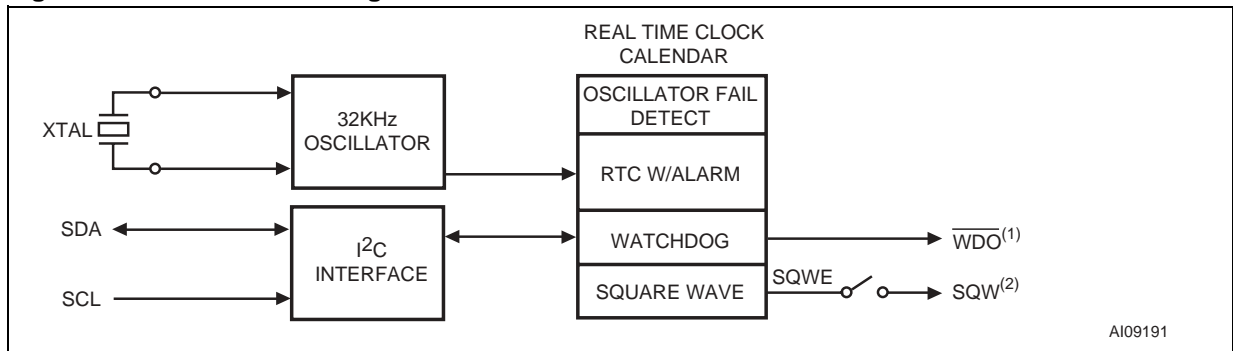 REAL TIME CLOCK
CALENDAR
OSCILLATOR FAIL
DETECT
XTAL
32KHz
OSCILLATOR
RTC W/ALARM
SDA
I2C
INTERFACE
WATCHDOG
WDO(1)
SCL
SQUARE WAVE
SQWE
SQW(2)
AI09191